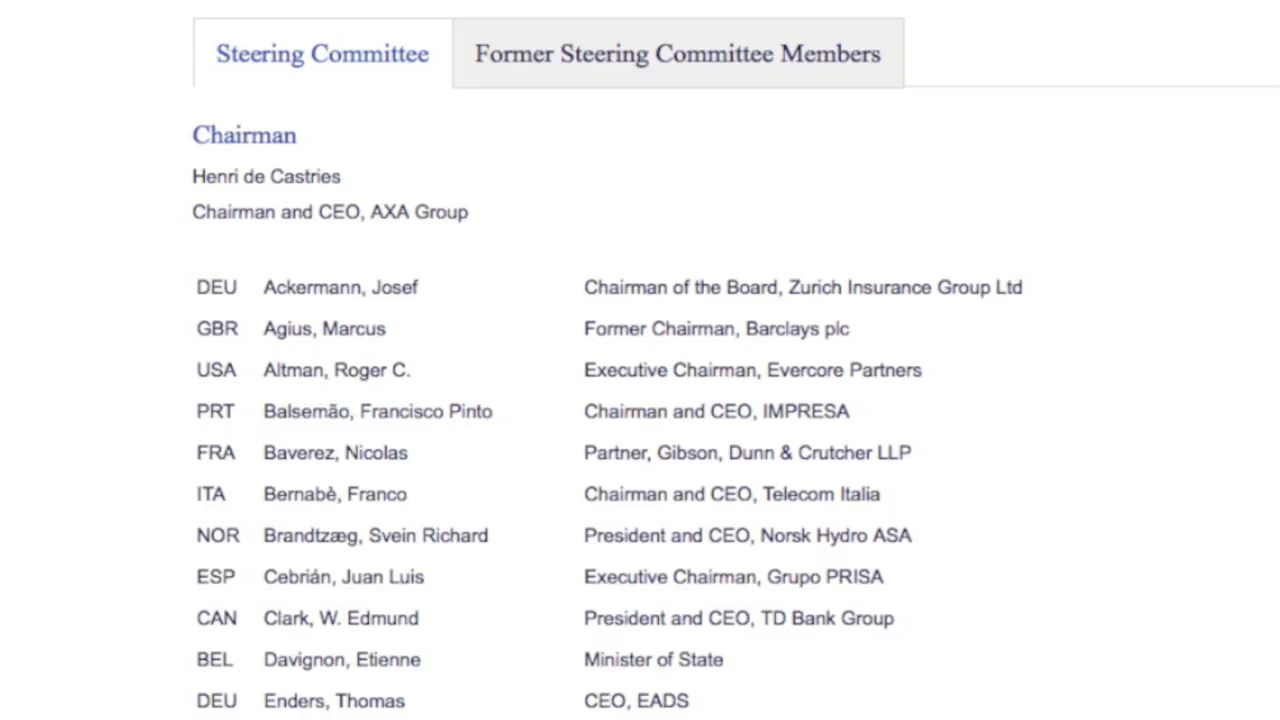 Steering Committee Former Steering Committee Members
Chairman
Henri de Castries
Chairman and CEO, AXA Group
DEU Ackermann, Josef Chairman of the Board, Zurich Insurance Group Ltd
GBR Agius, Marcus Former Chairman, Barclays plc
USA Altman, Roger C. Executive Chairman, Evercore Partners
PRT Balsemão, Francisco Pinto Chairman and CEO, IMPRESA
FRA Baverez, Nicolas Partner, Gibson, Dunn & Crutcher LLP
ITA Bernabè, Franco Chairman and CEO, Telecom Italia
NOR Brandtzæg, Svein Richard President and CEO, Norsk Hydro ASA
ESP Cebrián, Juan Luis Executive Chairman, Grupo PRISA
CAN Clark, W. Edmund President and CEO, TD Bank Group
BEL Davignon, Etienne Minister of State
DEU Enders, Thomas CEO, EADS